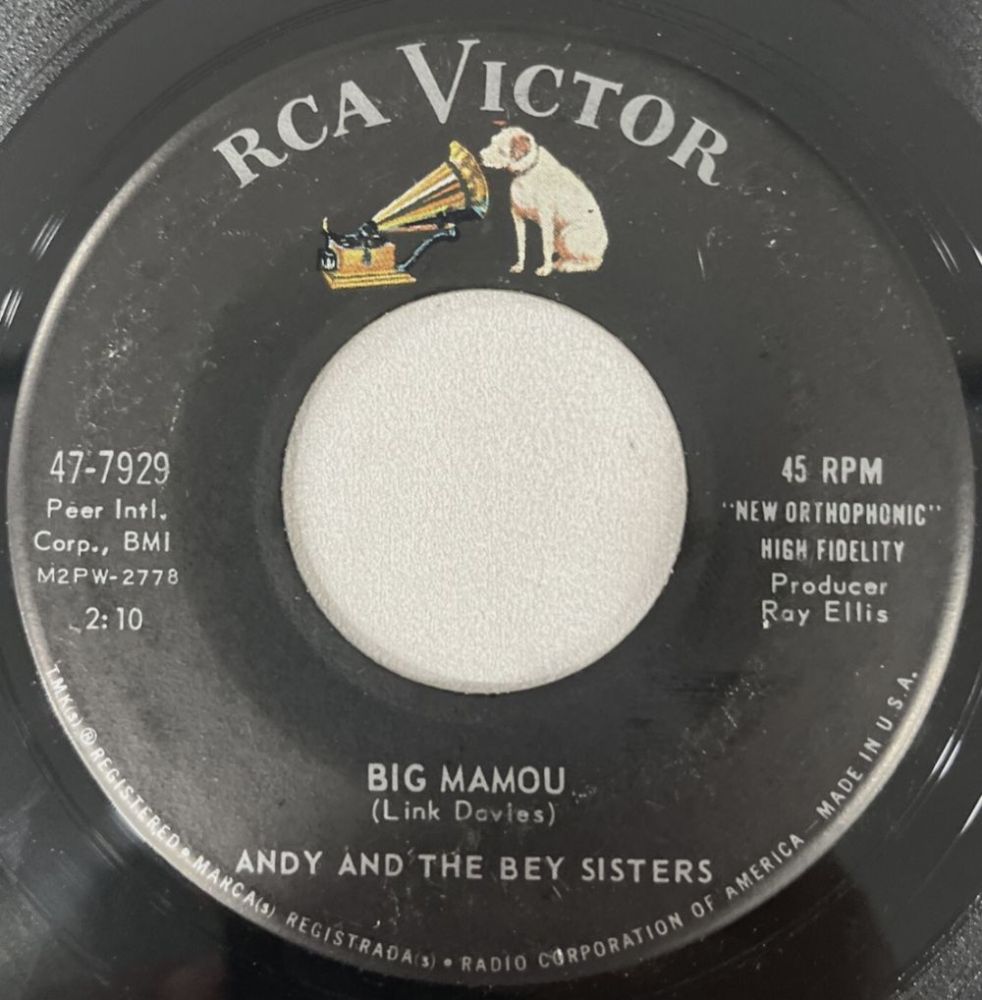 RCA VICTOR
47-7929
Peer Intl.
Corp., BMI
M2PW-2778
2:10
45 RPM
"NEW ORTHOPHONIC"
HIGH FIDELITY
Producer
Ray Ellis
BIG MAMOU
(Link Davies)
ANDY AND THE BEY SISTERS
TMK(s) ® REGISTERED • MARCA(s) REGISTRADA(s) • RADIO CORPORATION OF AMERICA MADE IN U.S.A.